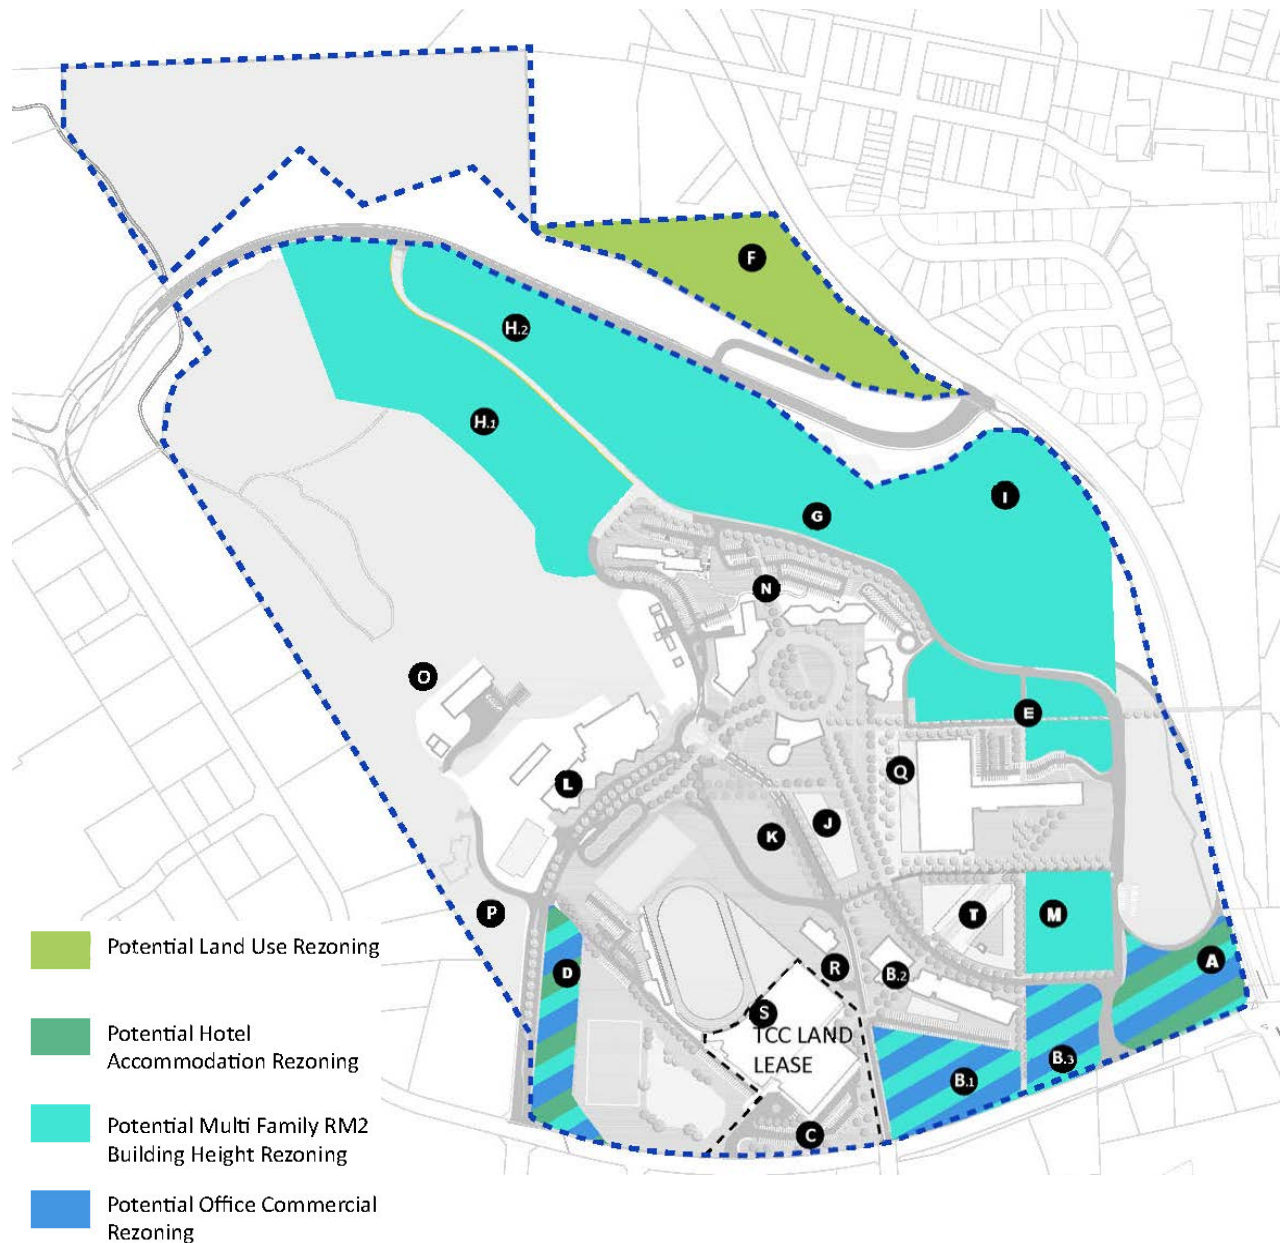 F
H.2
H.1
G
I
N
O
E
Q
L
K
J
P
T
M
D
R
B.2
A
S
TCC LAND
LEASE
B.1
B.3
C
Potential Land Use Rezoning
Potential Hotel
Accommodation Rezoning
Potential Multi Family RM2
Building Height Rezoning
Potential Office Commercial
Rezoning